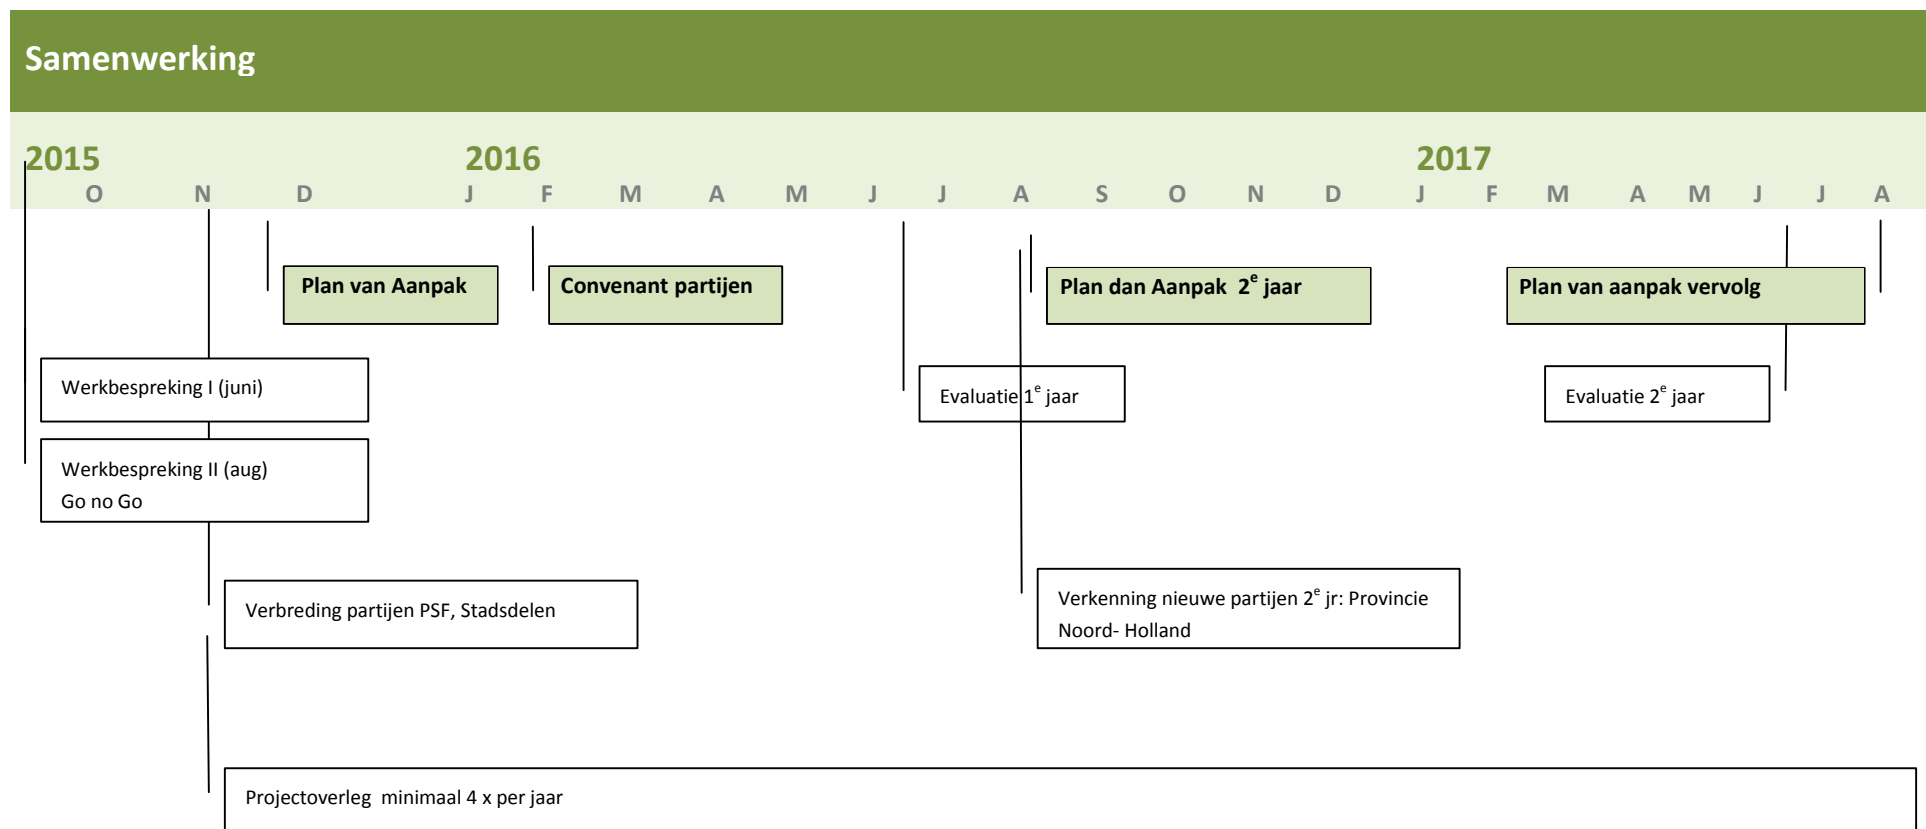 Samenwerking
2015 2016 2017
O N D J F M A M J J A S O N D J F M A M J J A
Plan van Aanpak
Convenant partijen
Plan dan Aanpak 2e jaar
Plan van aanpak vervolg
Werkbespreking I (juni)
Evaluatie 1e jaar
Evaluatie 2e jaar
Werkbespreking II (aug)
Go no Go
Verbreding partijen PSF, Stadsdelen
Verkenning nieuwe partijen 2e jr: Provincie
Noord- Holland
Projectoverleg minimaal 4 x per jaar